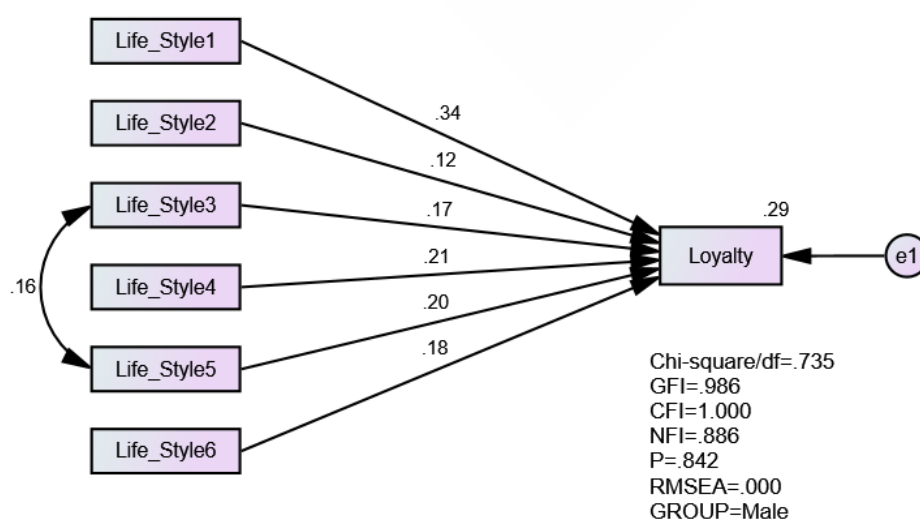 Life_Style1
.34
Life_Style2
.12
Life_Style3
.17
.29
Loyalty
e1
.21
Life_Style4
.16
.20
Life_Style5
.18
Life_Style6
Chi-square/df=.735
GFI=.986
CFI=1.000
NFI=.886
P=.842
RMSEA=.000
GROUP=Male